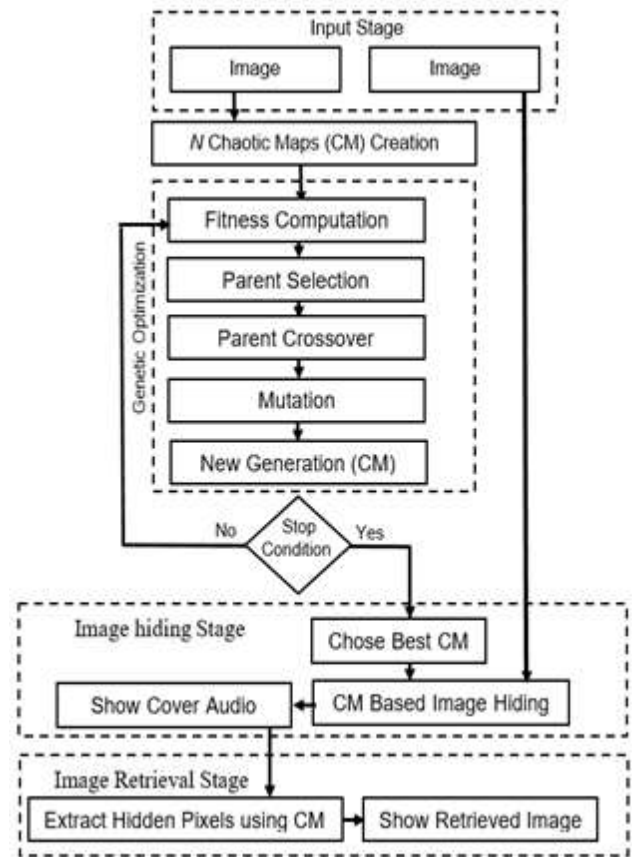 Input Stage
Image
Image
N Chaotic Maps (CM) Creation
Genetic Optimization
Fitness Computation
Parent Selection
Parent Crossover
Mutation
New Generation (CM)
No
Stop
Condition
Yes
Image hiding Stage
Chose Best CM
Show Cover Audio
CM Based Image Hiding
Image Retrieval Stage
Extract Hidden Pixels using CM
Show Retrieved Image